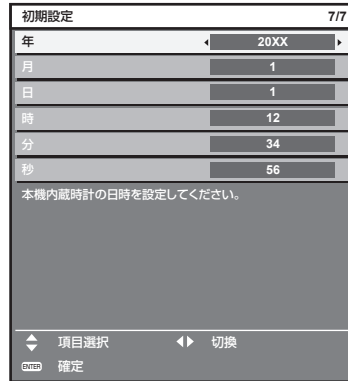 初期設定 7/7
年 20XX
月 1
日 1
時 12
分 34
秒 56
本機内蔵時計の日時を設定してください。
項目選択 切換
ENTER 確定